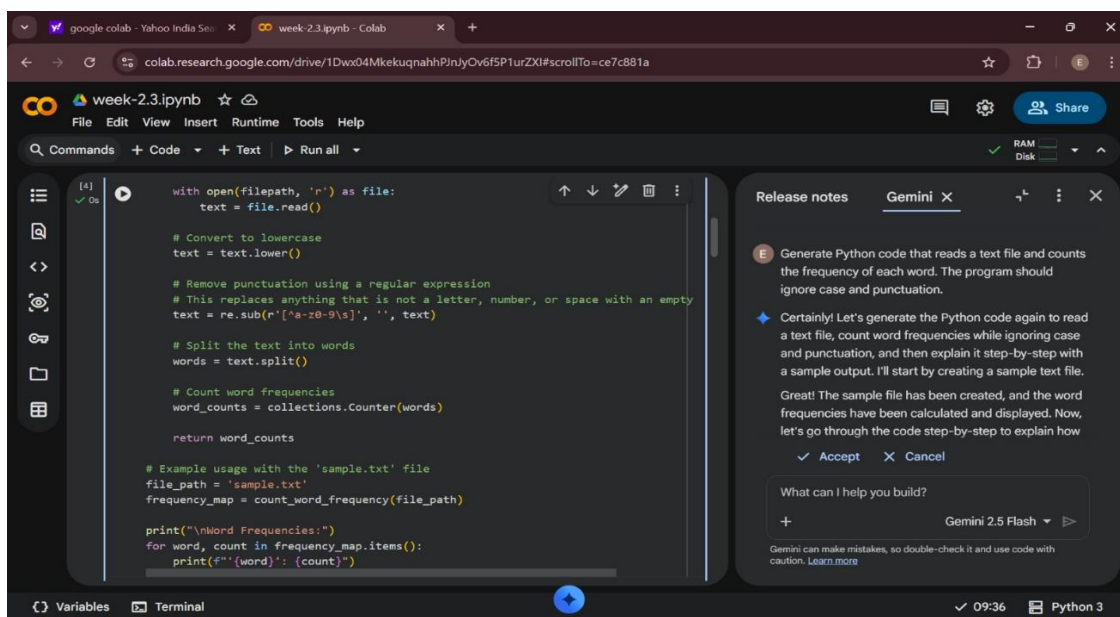 google colab - Yahoo India Sea
week-2.3.ipynb - Colab
colab.research.google.com/drive/1Dwx04MkekuqnahhPJnJyOv6f5P1urZXI#scrollTo=ce7c881a
E
week-2.3.ipynb
Share
File Edit View Insert Runtime Tools Help
Commands + Code + Text Run all
RAM
Disk
[4]
0s
with open(filepath, 'r') as file:
text = file.read()
# Convert to lowercase
text = text.lower()
# Remove punctuation using a regular expression
# This replaces anything that is not a letter, number, or space with an empty
text = re.sub(r'[^a-z0-9\s]', '', text)
# Split the text into words
words = text.split()
# Count word frequencies
word_counts = collections.Counter(words)
return word_counts
# Example usage with the 'sample.txt' file
file_path = 'sample.txt'
frequency_map = count_word_frequency(file_path)
print("\nWord Frequencies:")
for word, count in frequency_map.items():
print(f"'{word}': {count}")
Release notes Gemini
E
Generate Python code that reads a text file and counts
the frequency of each word. The program should
ignore case and punctuation.
Certainly! Let's generate the Python code again to read
a text file, count word frequencies while ignoring case
and punctuation, and then explain it step-by-step with
a sample output. I'll start by creating a sample text file.
Great! The sample file has been created, and the word
frequencies have been calculated and displayed. Now,
let's go through the code step-by-step to explain how
Accept Cancel
What can I help you build?
Gemini 2.5 Flash
Gemini can make mistakes, so double-check it and use code with
caution. Learn more
Variables Terminal
09:36 Python 3